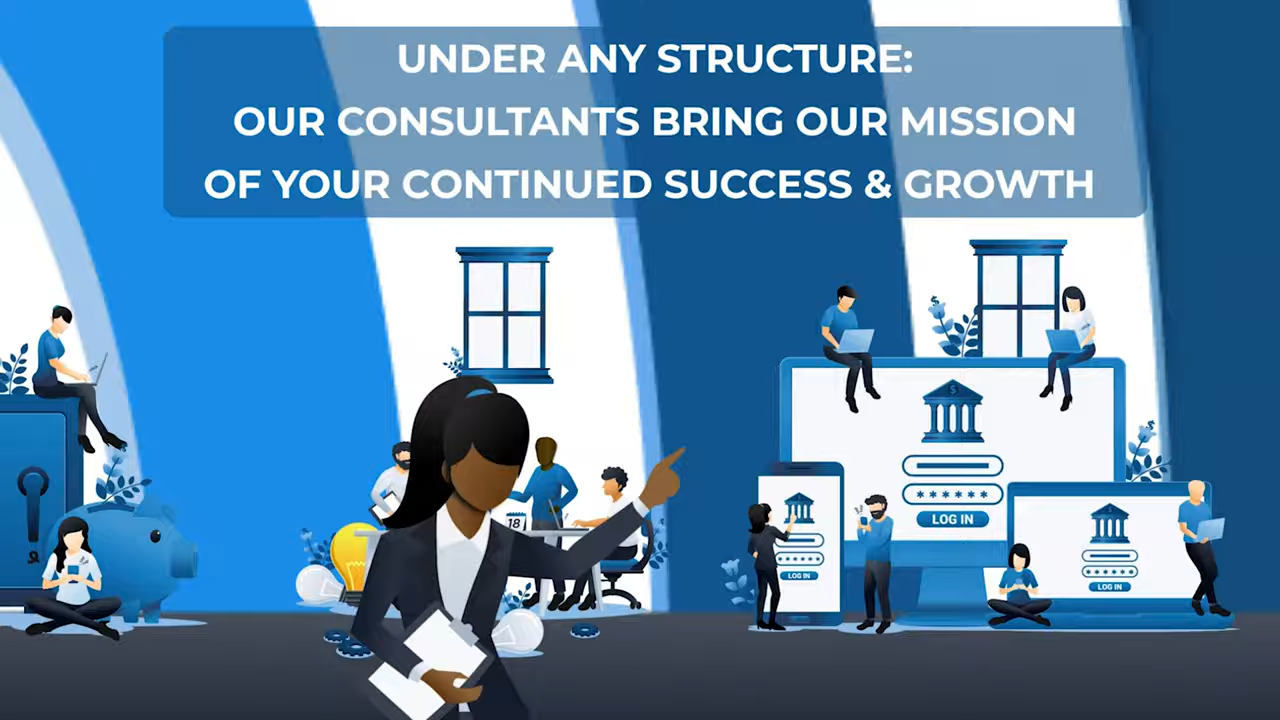 UNDER ANY STRUCTURE:
OUR CONSULTANTS BRING OUR MISSION
OF YOUR CONTINUED SUCCESS & GROWTH
18
$
******
LOG IN
*****
LOG IN
******
LOG IN